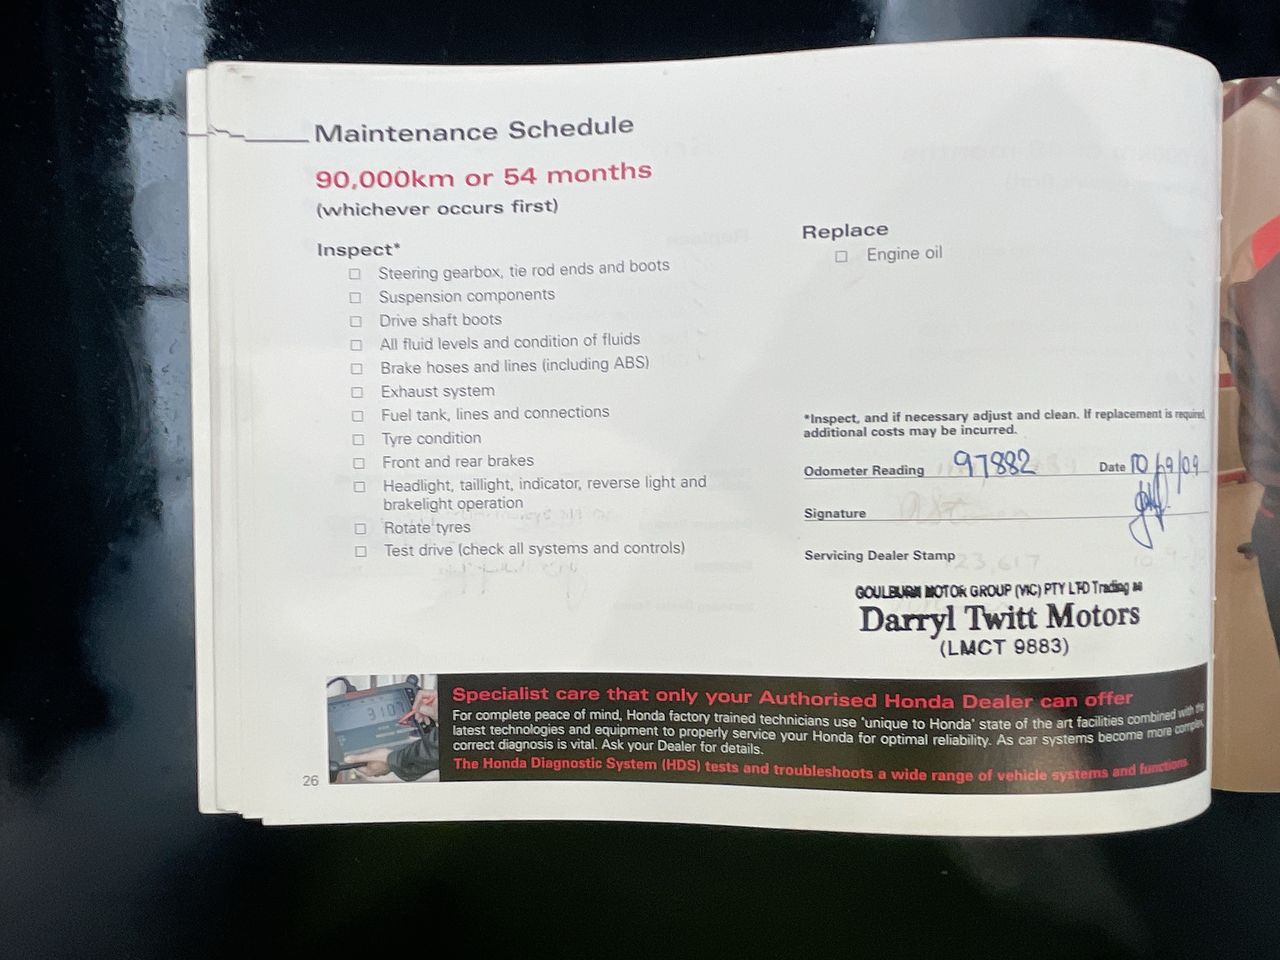 Maintenance Schedule
90,000km or 54 months
(whichever occurs first)
Inspect*
Steering gearbox, tie rod ends and boots
Suspension components
Drive shaft boots
All fluid levels and condition of fluids
Brake hoses and lines (including ABS)
Exhaust system
Fuel tank, lines and connections
Tyre condition
Front and rear brakes
Headlight, taillight, indicator, reverse light and
brakelight operation
Rotate tyres
Test drive (check all systems and controls)
Replace
Engine oil
*Inspect, and if necessary adjust and clean. If replacement is required,
additional costs may be incurred.
Odometer Reading 97882 Date 10/9/09
Signature
Servicing Dealer Stamp
GOULBURN MOTOR GROUP (VIC) PTY LTD Trading as
Darryl Twitt Motors
(LMCT 9883)
Specialist care that only your Authorised Honda Dealer can offer
For complete peace of mind, Honda factory trained technicians use 'unique to Honda' state of the art facilities combined with the
latest technologies and equipment to properly service your Honda for optimal reliability. As car systems become more complex,
correct diagnosis is vital. Ask your Dealer for details.
The Honda Diagnostic System (HDS) tests and troubleshoots a wide range of vehicle systems and functions
26